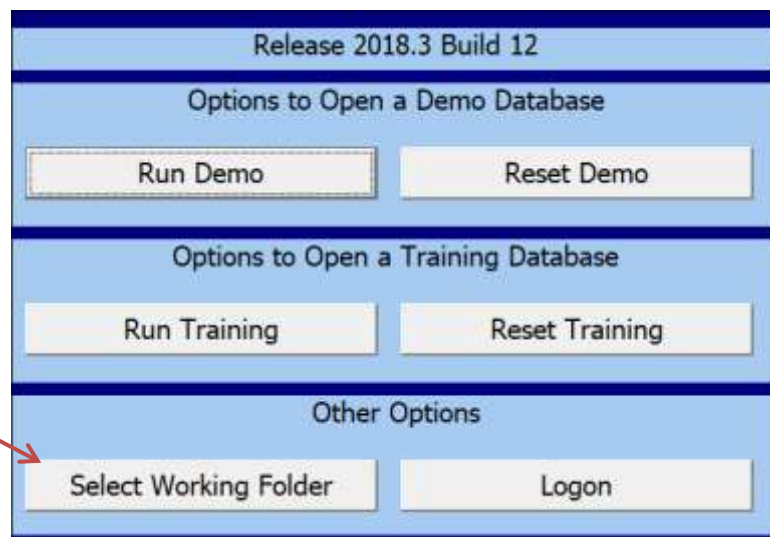 Release 2018.3 Build 12
Options to Open a Demo Database
Run Demo Reset Demo
Options to Open a Training Database
Run Training Reset Training
Other Options
Select Working Folder Logon